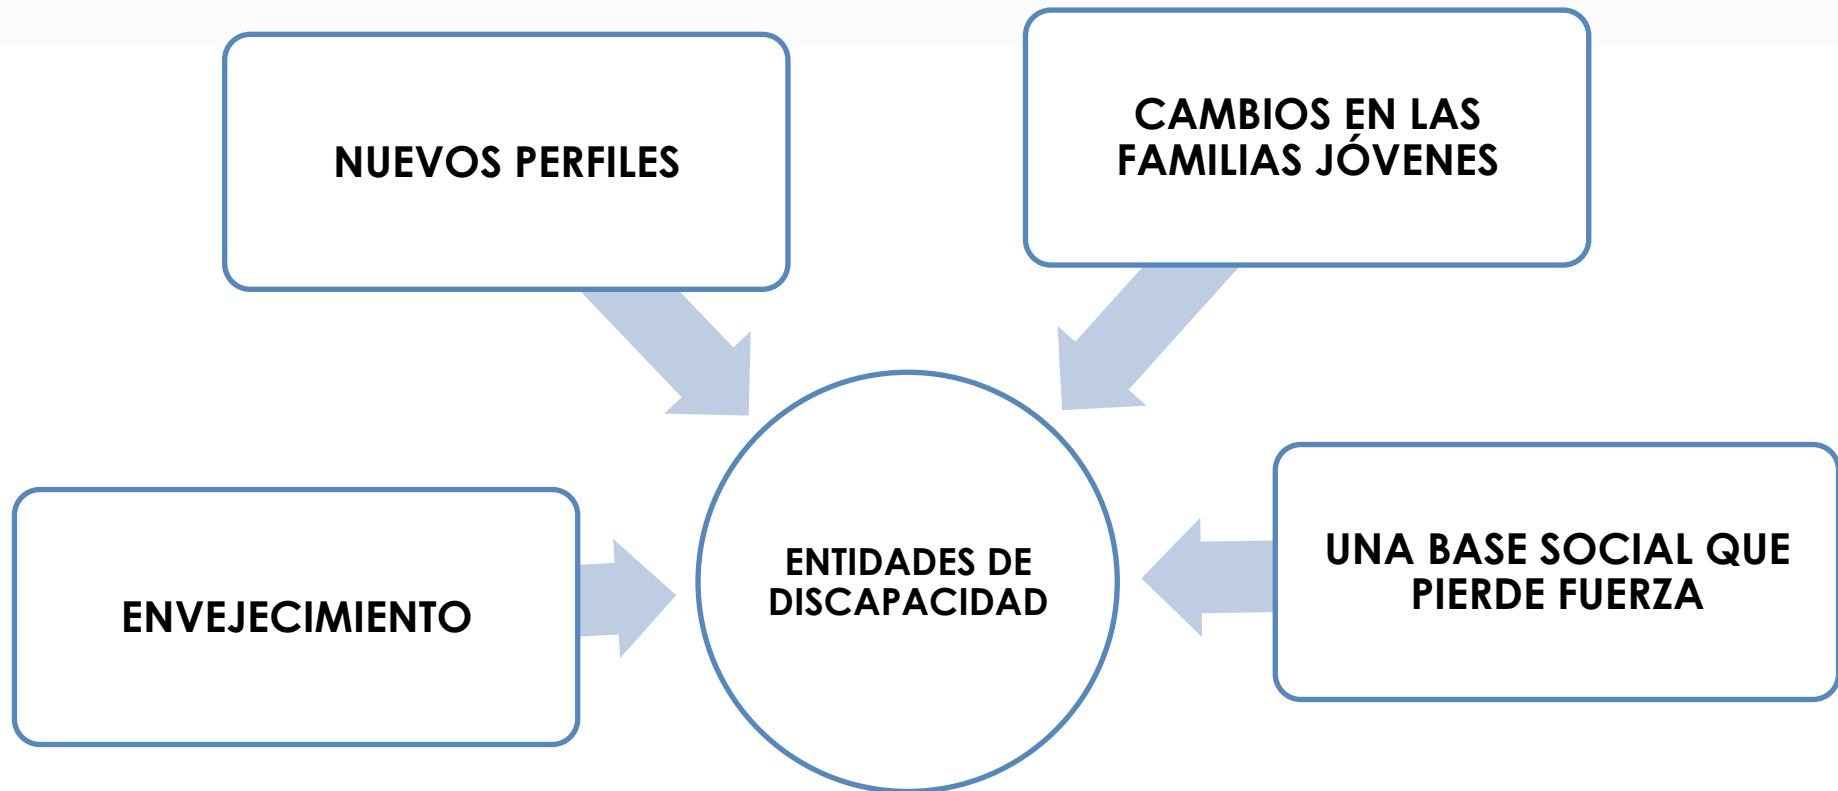 NUEVOS PERFILES
CAMBIOS EN LAS
FAMILIAS JÓVENES
ENVEJECIMIENTO
ENTIDADES DE
DISCAPACIDAD
UNA BASE SOCIAL QUE
PIERDE FUERZA